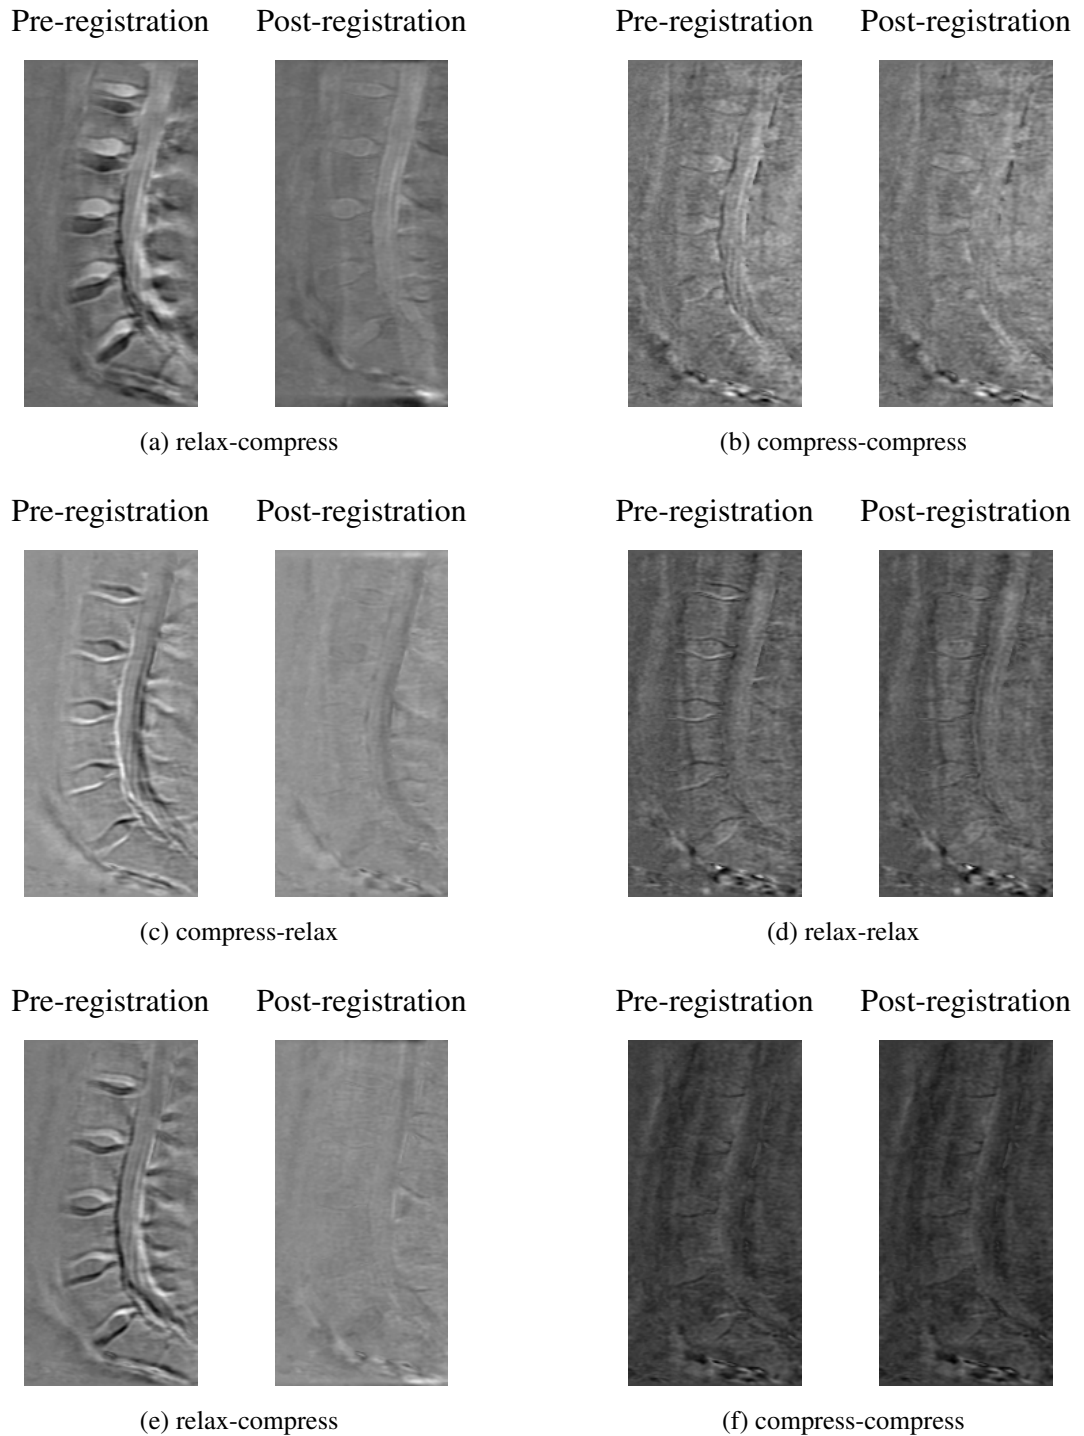 Pre-registration Post-registration Pre-registration Post-registration
(a) relax-compress (b) compress-compress
Pre-registration Post-registration Pre-registration Post-registration
(c) compress-relax (d) relax-relax
Pre-registration Post-registration Pre-registration Post-registration
(e) relax-compress (f) compress-compress